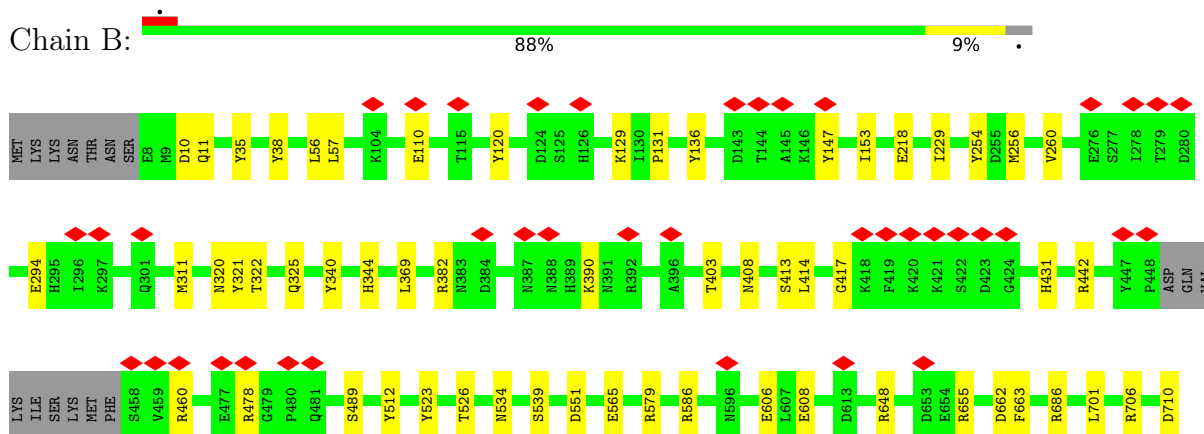 Chain B:
88% 9%
MET LYS LYS ASN THR ASN SER E8 M9 D10 Q11 Y35 Y38 L56 L57 K104 E110 T115 Y120 D124 S125 H126 K129 I130 P131 Y136 D143 T144 A145 K146 Y147 I153 E218 I229 Y254 D255 M256 V260 E276 S277 I278 T279 D280
E294 H295 I296 K297 Q301 M311 N320 Y321 T322 Q325 Y340 H344 L369 R382 N383 D384 N387 N388 H389 K390 N391 R392 A396 T403 N408 S413 L414 G417 K418 F419 K420 K421 S422 D423 G424 H431 R442 Y447 P448 ASP GLN
LYS ILE SER LYS MET PHE S458 V459 R460 E477 R478 G479 P480 Q481 S489 Y512 Y523 T526 N534 S539 D551 E565 R579 R586 N596 E606 L607 E608 D613 R648 D653 E654 R655 D662 F663 R686 L701 R706 D710